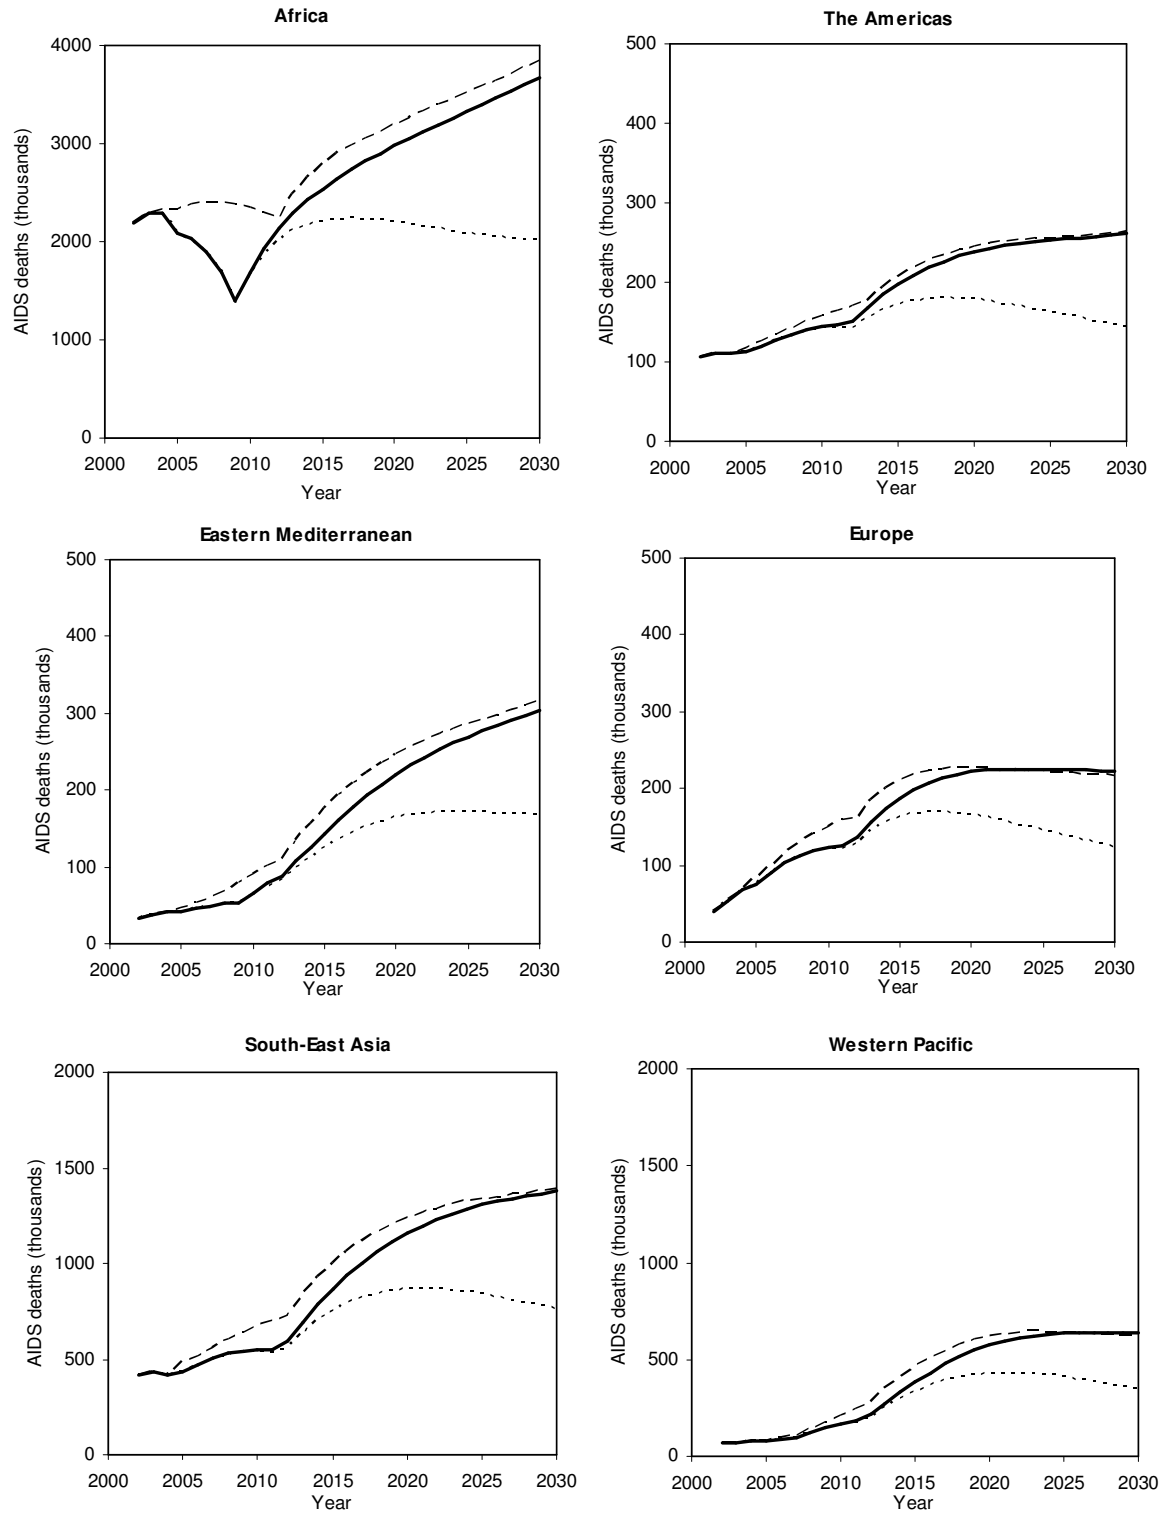 Africa
AIDS deaths (thousands)
4000
3000
2000
1000
0
2000 2005 2010 2015 2020 2025 2030
Year
The Americas
AIDS deaths (thousands)
500
400
300
200
100
0
2000 2005 2010 2015 2020 2025 2030
Year
Eastern Mediterranean
AIDS deaths (thousands)
500
400
300
200
100
0
2000 2005 2010 2015 2020 2025 2030
Year
Europe
AIDS deaths (thousands)
500
400
300
200
100
0
2000 2005 2010 2015 2020 2025 2030
Year
South-East Asia
AIDS deaths (thousands)
2000
1500
1000
500
0
2000 2005 2010 2015 2020 2025 2030
Year
Western Pacific
AIDS deaths (thousands)
2000
1500
1000
500
0
2000 2005 2010 2015 2020 2025 2030
Year